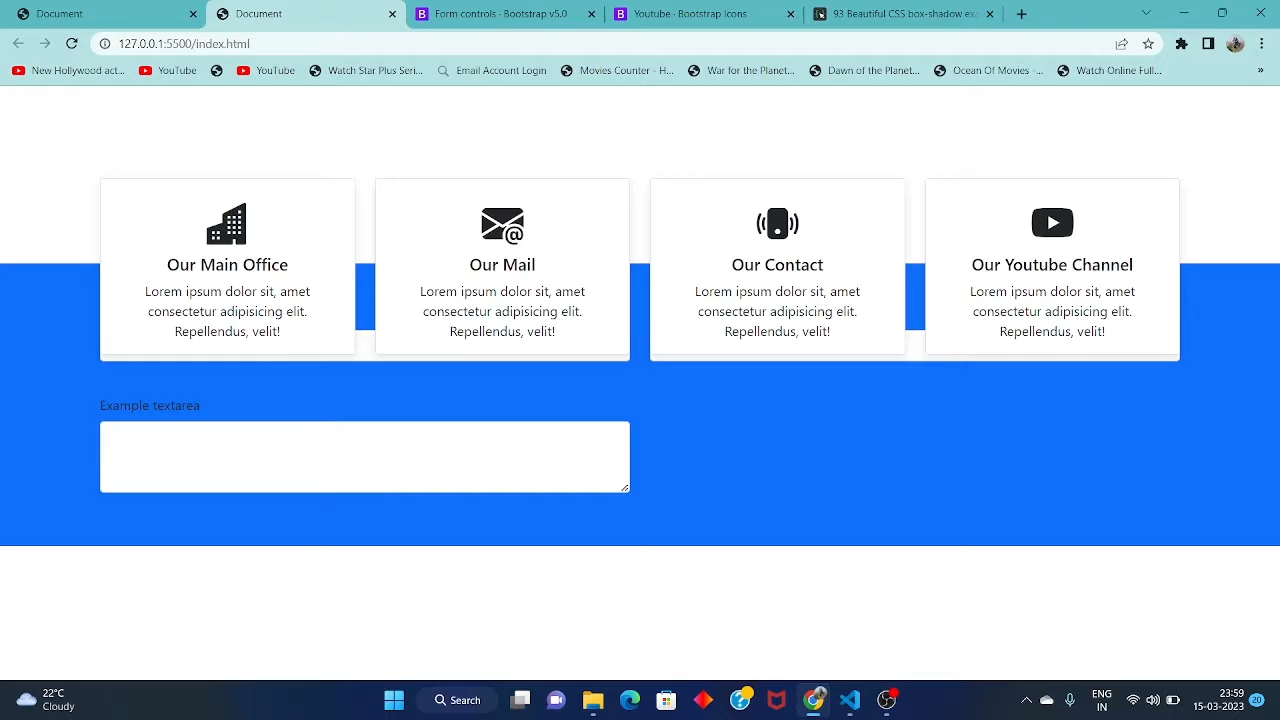 Document
Document
Form controls · Bootstrap v5.0
Youtube · Bootstrap Icons
93 Beautiful CSS box-shadow exa
127.0.0.1:5500/index.html
New Hollywood act...
YouTube
YouTube
Watch Star Plus Seri...
Email Account Login
Movies Counter - H...
War for the Planet...
Dawn of the Planet...
Ocean Of Movies -...
Watch Online Full...
»
Our Main Office
Lorem ipsum dolor sit, amet
consectetur adipisicing elit.
Repellendus, velit!
Our Mail
Lorem ipsum dolor sit, amet
consectetur adipisicing elit.
Repellendus, velit!
Our Contact
Lorem ipsum dolor sit, amet
consectetur adipisicing elit.
Repellendus, velit!
Our Youtube Channel
Lorem ipsum dolor sit, amet
consectetur adipisicing elit.
Repellendus, velit!
Example textarea
22°C
Cloudy
Search
ENG
IN
23:59
15-03-2023
20